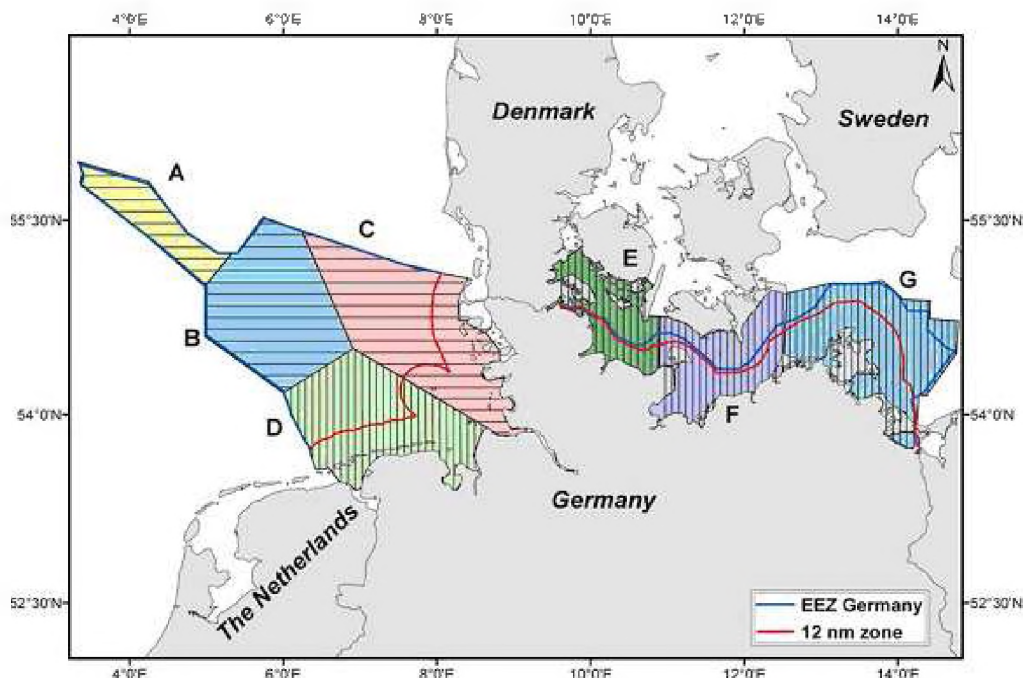 4°0'E 6°0'E 8°0'E 10°0'E 12°0'E 14°0'E
N
Denmark
Sweden
A
55°30'N 55°30'N
C
E
G
B
D
54°0'N 54°0'N
F
Germany
The Netherlands
52°30'N 52°30'N
EEZ Germany
12 nm zone
4°0'E 6°0'E 8°0'E 10°0'E 12°0'E 14°0'E